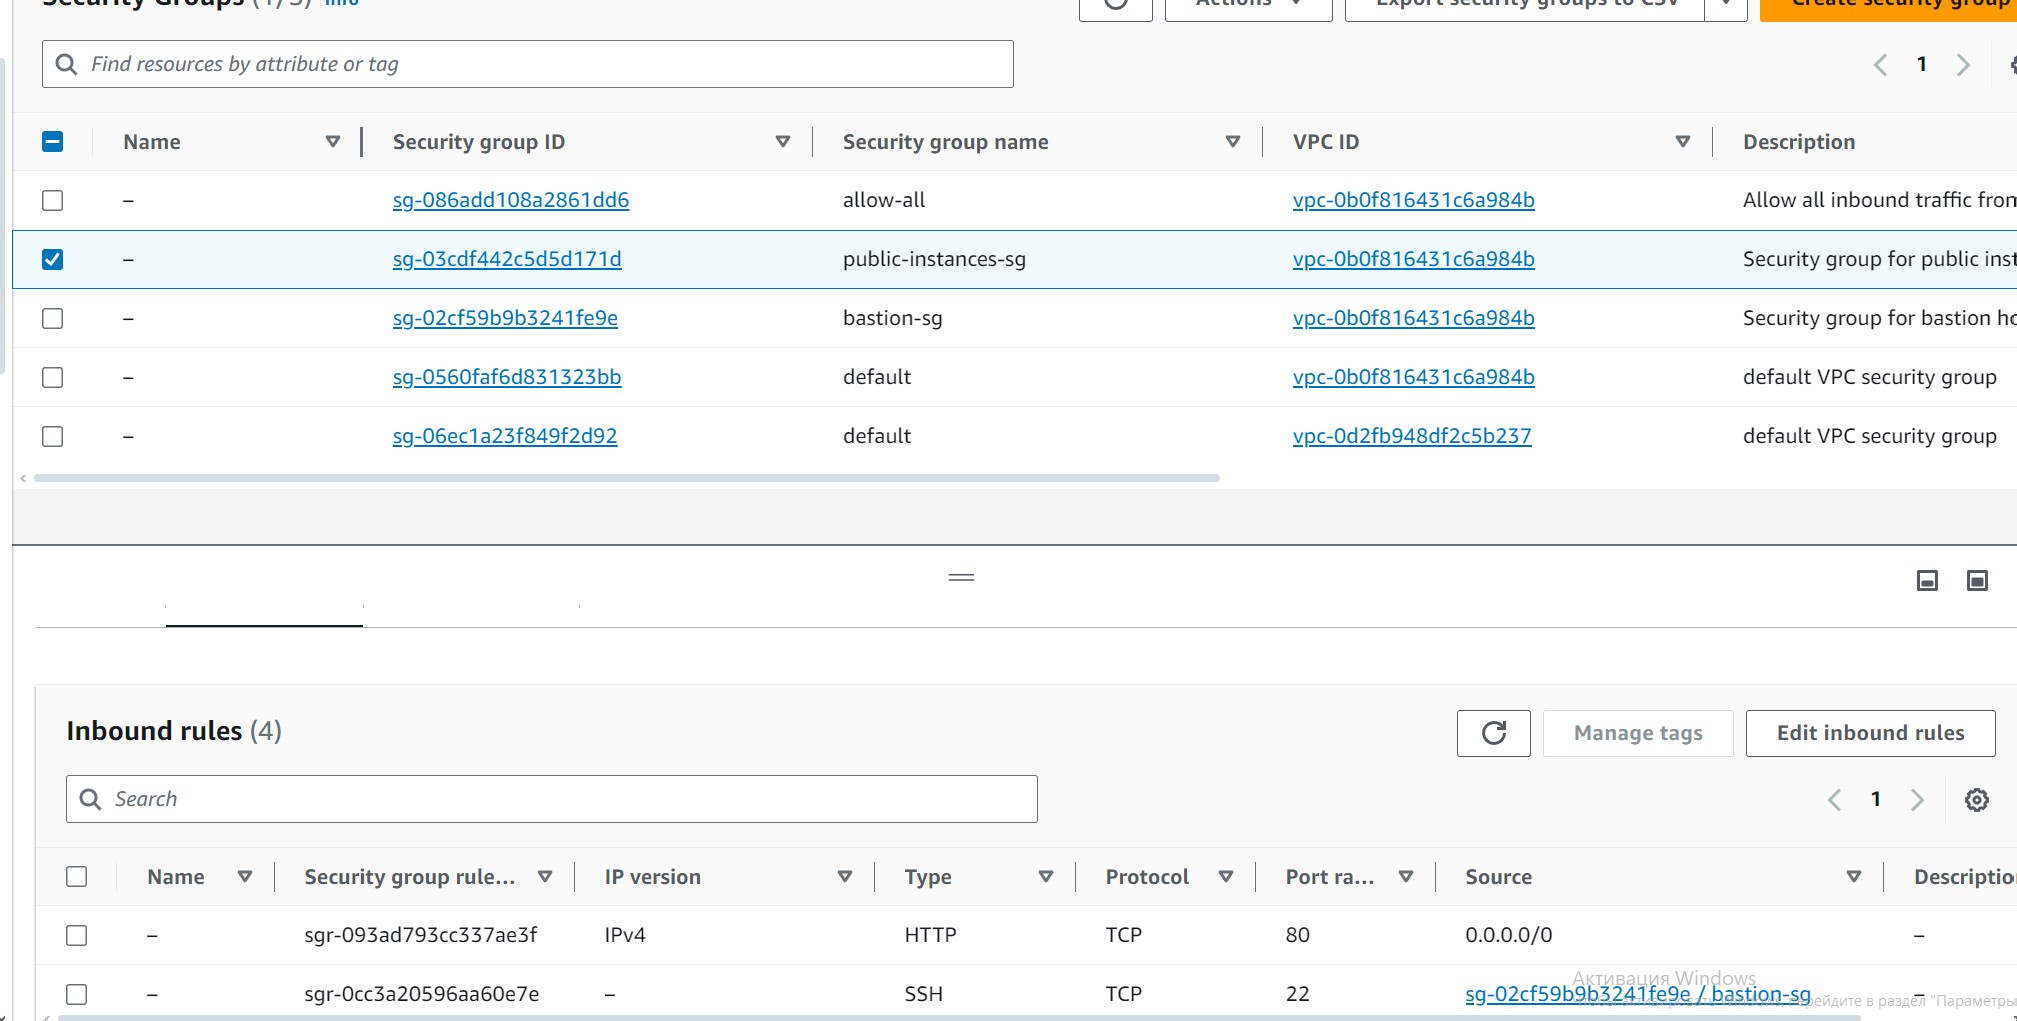 Security Groups (1/5) Info
Actions
Export security groups to CSV
Create security group
Find resources by attribute or tag
1
Name Security group ID Security group name VPC ID Description
– sg-086add108a2861dd6 allow-all vpc-0b0f816431c6a984b Allow all inbound traffic from
– sg-03cdf442c5d5d171d public-instances-sg vpc-0b0f816431c6a984b Security group for public inst
– sg-02cf59b9b3241fe9e bastion-sg vpc-0b0f816431c6a984b Security group for bastion ho
– sg-0560faf6d831323bb default vpc-0b0f816431c6a984b default VPC security group
– sg-06ec1a23f849f2d92 default vpc-0d2fb948df2c5b237 default VPC security group
Inbound rules (4)
Manage tags
Edit inbound rules
Search
1
Name Security group rule... IP version Type Protocol Port ra... Source Descriptio
– sgr-093ad793cc337ae3f IPv4 HTTP TCP 80 0.0.0.0/0 –
– sgr-0cc3a20596aa60e7e – SSH TCP 22 sg-02cf59b9b3241fe9e / bastion-sg –
Активация Windows
Чтобы активировать Windows, перейдите в раздел "Параметры